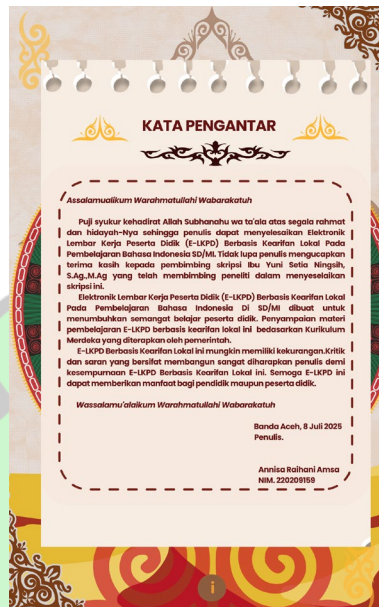 KATA PENGANTAR
Assalamualikum Warahmatullahi Wabarakatuh
Puji syukur kehadirat Allah Subhanahu wa ta'ala atas segala rahmat
dan hidayah-Nya sehingga penulis dapat menyelesaikan Elektronik
Lembar Kerja Peserta Didik (E-LKPD) Berbasis Kearifan Lokal Pada
Pembelajaran Bahasa Indonesia SD/MI. Tidak lupa penulis mengucapkan
terima kasih kepada pembimbing skripsi Ibu Yuni Setia Ningsih,
S.Ag.,M.Ag yang telah membimbing peneliti dalam menyeselaikan
skripsi ini.
Elektronik Lembar Kerja Peserta Didik (E-LKPD) Berbasis Kearifan Lokal
Pada Pembelajaran Bahasa Indonesia Di SD/MI dibuat untuk
menumbuhkan semangat belajar peserta didik. Penyampaian materi
pembelajaran E-LKPD berbasis kearifan lokal ini bedasarkan Kurikulum
Merdeka yang diterapkan oleh pemerintah.
E-LKPD Berbasis Kearifan Lokal ini mungkin memiliki kekurangan.Kritik
dan saran yang bersifat membangun sangat diharapkan penulis demi
kesempurnaan E-LKPD Berbasis Kearifan Lokal ini. Semoga E-LKPD ini
dapat memberikan manfaat bagi pendidik maupun peserta didik.
Wassalamu'alaikum Warahmatullahi Wabarakatuh
Banda Aceh, 8 Juli 2025
Penulis.
Annisa Raihani Amsa
NIM. 220209159
i